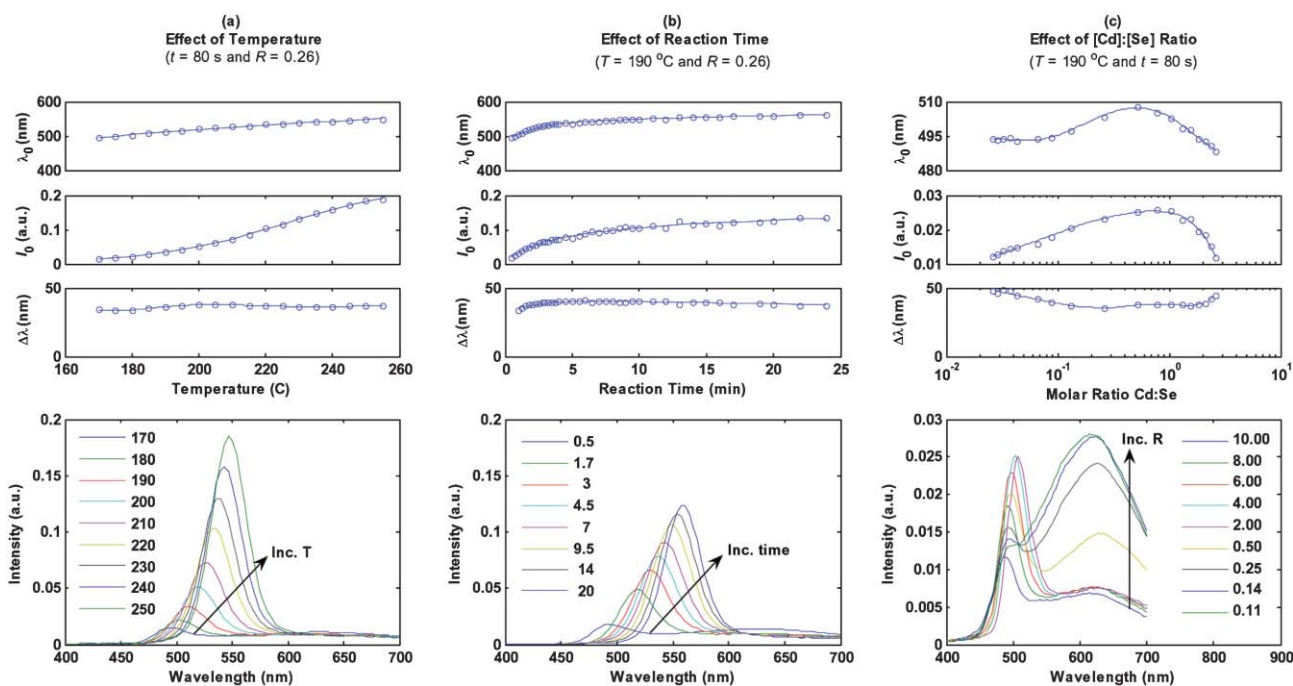 (a)
Effect of Temperature
(t = 80 s and R = 0.26)
600
500
400
λ0 (nm)
0.2
0.1
0
I0 (a.u.)
50
0
Δλ (nm)
160 180 200 220 240 260
Temperature (C)
0.2
0.15
0.1
0.05
0
Intensity (a.u.)
170
180
190
200
210
220
230
240
250
Inc. T
400 450 500 550 600 650 700
Wavelength (nm)
(b)
Effect of Reaction Time
(T = 190 °C and R = 0.26)
600
500
400
λ0 (nm)
0.2
0.1
0
I0 (a.u.)
50
0
Δλ (nm)
0 5 10 15 20 25
Reaction Time (min)
0.2
0.15
0.1
0.05
0
Intensity (a.u.)
0.5
1.7
3
4.5
7
9.5
14
20
Inc. time
400 450 500 550 600 650 700
Wavelength (nm)
(c)
Effect of [Cd]:[Se] Ratio
(T = 190 °C and t = 80 s)
510
495
480
λ0 (nm)
0.03
0.02
0.01
I0 (a.u.)
50
0
Δλ (nm)
10-2 10-1 100 101
Molar Ratio Cd:Se
0.03
0.025
0.02
0.015
0.01
0.005
0
Intensity (a.u.)
Inc. R
10.00
8.00
6.00
4.00
2.00
0.50
0.25
0.14
0.11
400 500 600 700 800 900
Wavelength (nm)